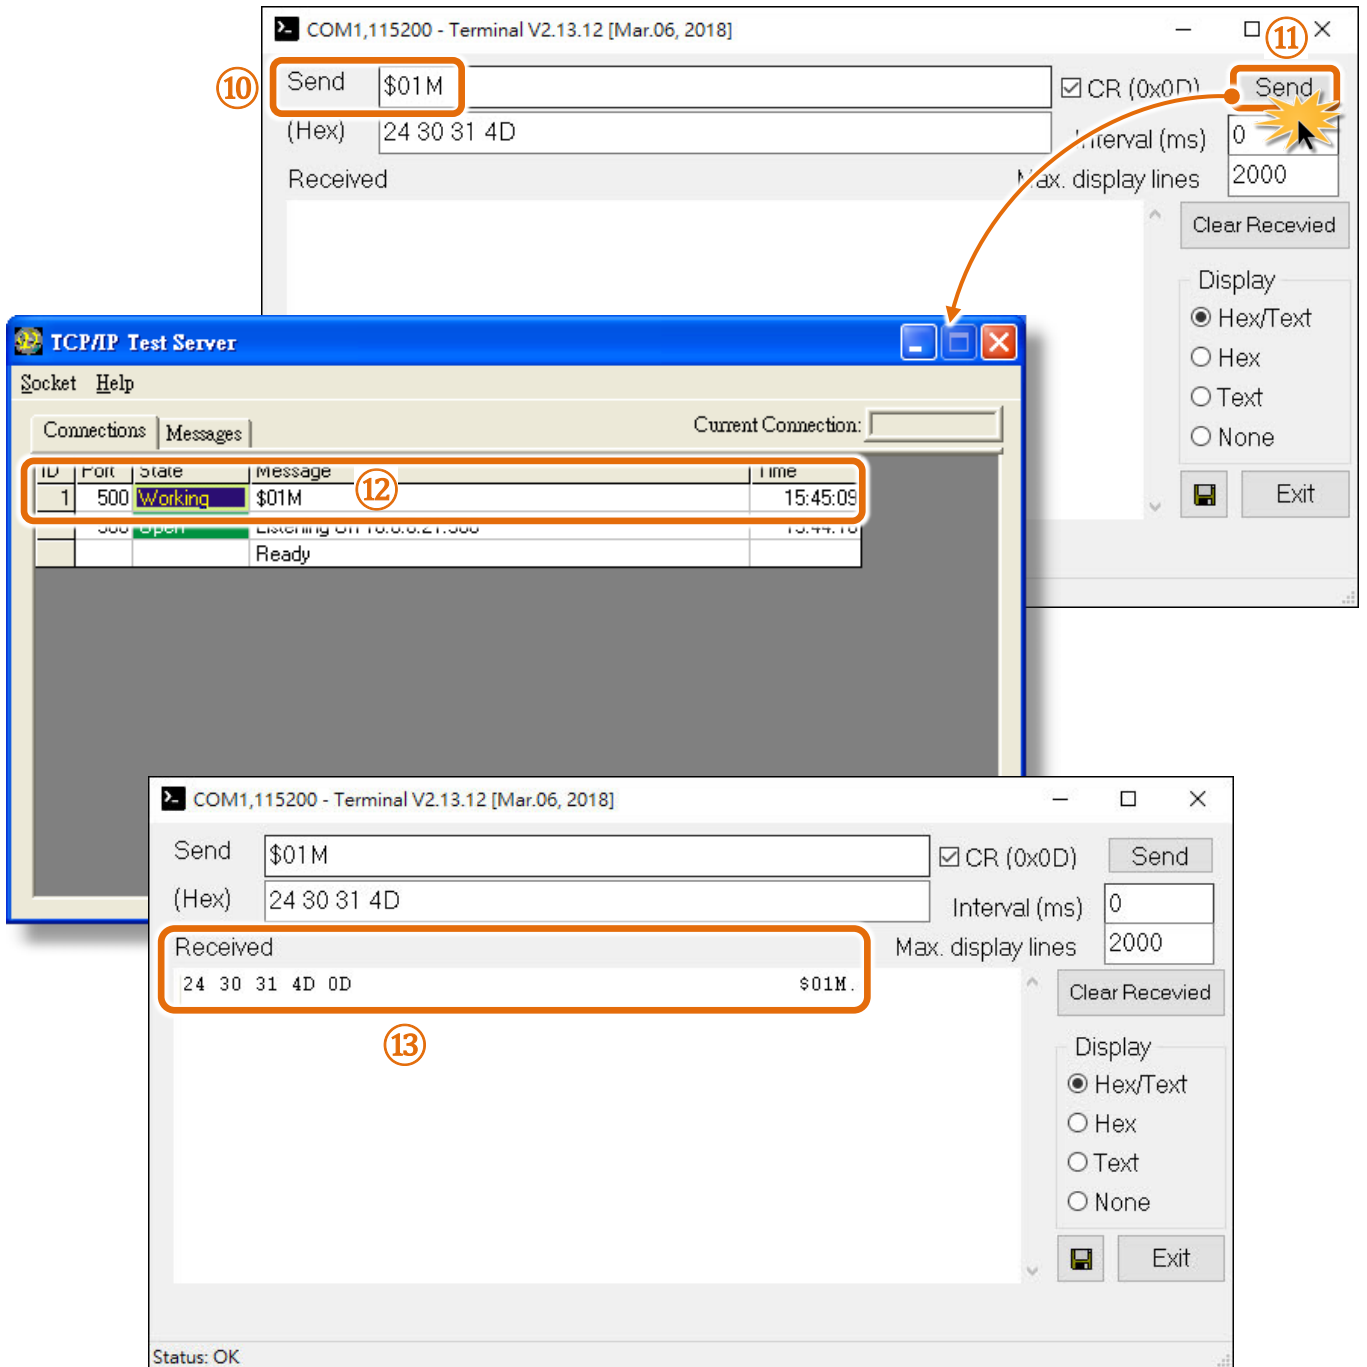 COM1,115200 - Terminal V2.13.12 [Mar.06, 2018]
⑪
⑩ Send $01M CR (0x0D) Send
(Hex) 24 30 31 4D Interval (ms) 0
Received Max. display lines 2000
Clear Recevied
Display
Hex/Text
Hex
Text
None
Exit
TCP/IP Test Server
Socket Help
Connections Messages Current Connection:
ID Port State Message Time
1 500 Working $01M ⑫ 15:45:09
500 Open
Ready
COM1,115200 - Terminal V2.13.12 [Mar.06, 2018]
Send $01M CR (0x0D) Send
(Hex) 24 30 31 4D Interval (ms) 0
Received Max. display lines 2000
24 30 31 4D 0D $01M.
⑬
Clear Recevied
Display
Hex/Text
Hex
Text
None
Exit
Status: OK